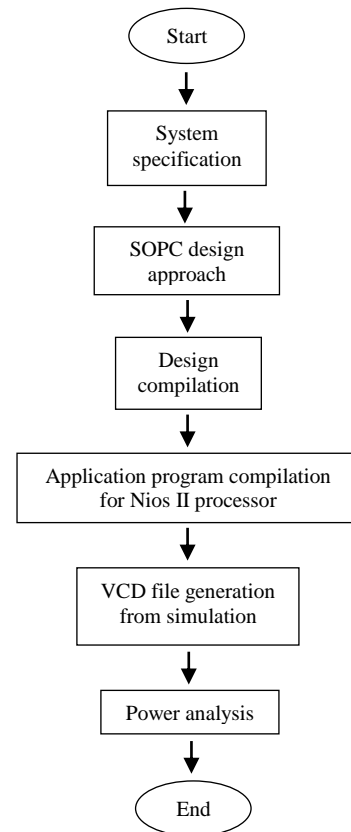 Start
System
specification
SOPC design
approach
Design
compilation
Application program compilation
for Nios II processor
VCD file generation
from simulation
Power analysis
End